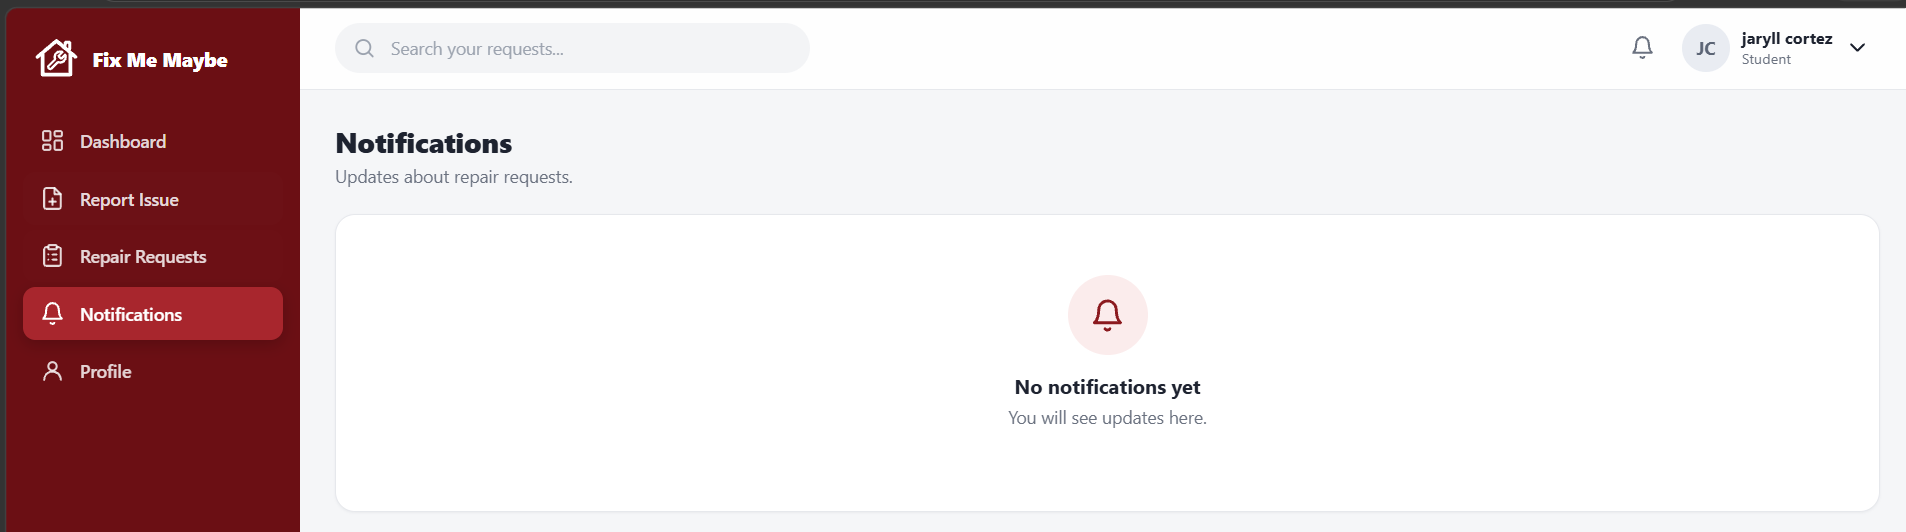 Fix Me Maybe
Dashboard
Report Issue
Repair Requests
Notifications
Profile
Search your requests...
JC
jaryll cortez
Student
Notifications
Updates about repair requests.
No notifications yet
You will see updates here.